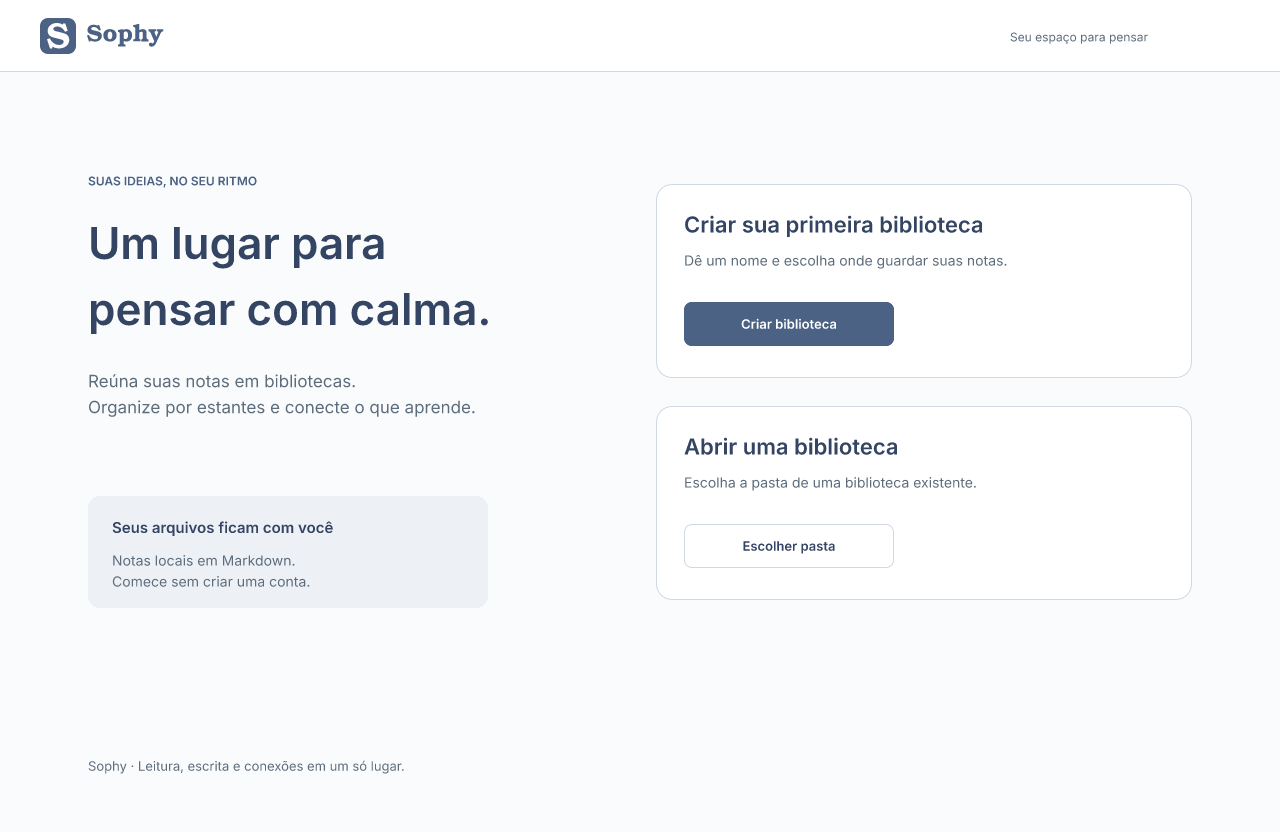 S Sophy
Seu espaço para pensar
SUAS IDEIAS, NO SEU RITMO
Um lugar para
pensar com calma.
Reúna suas notas em bibliotecas.
Organize por estantes e conecte o que aprende.
Seus arquivos ficam com você
Notas locais em Markdown.
Comece sem criar uma conta.
Criar sua primeira biblioteca
Dê um nome e escolha onde guardar suas notas.
Criar biblioteca
Abrir uma biblioteca
Escolha a pasta de uma biblioteca existente.
Escolher pasta
Sophy · Leitura, escrita e conexões em um só lugar.